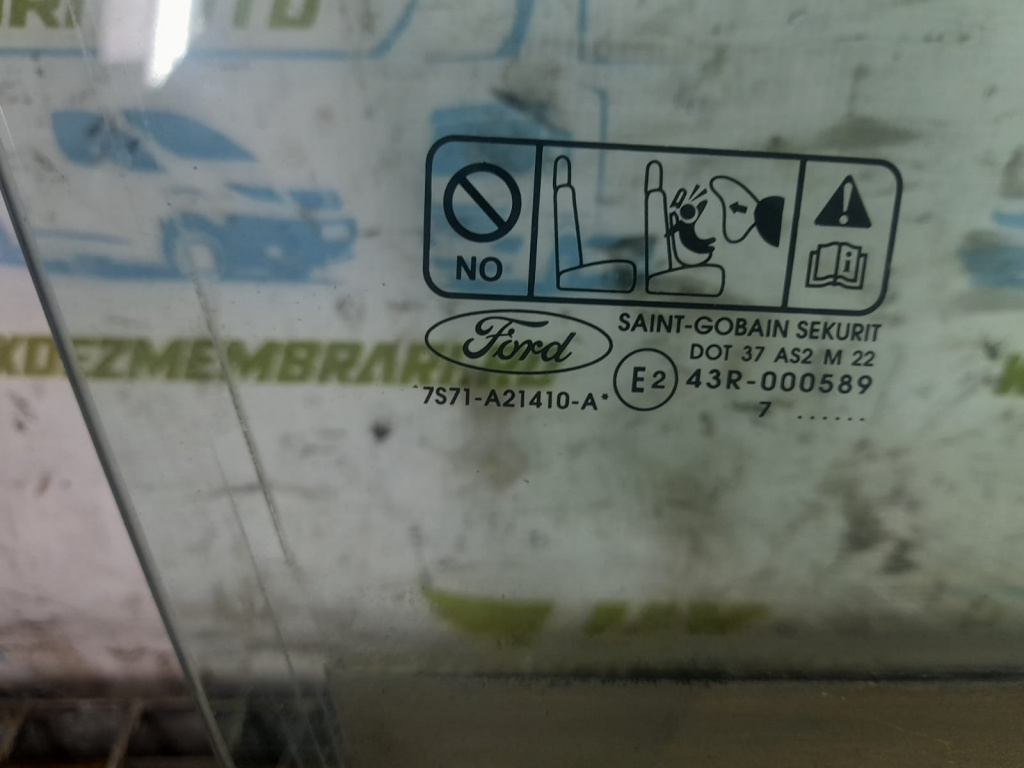 NO
Ford
SAINT-GOBAIN SEKURIT
DOT 37 AS2 M 22
E2
43R-000589
7S71-A21410-A*
7 ......